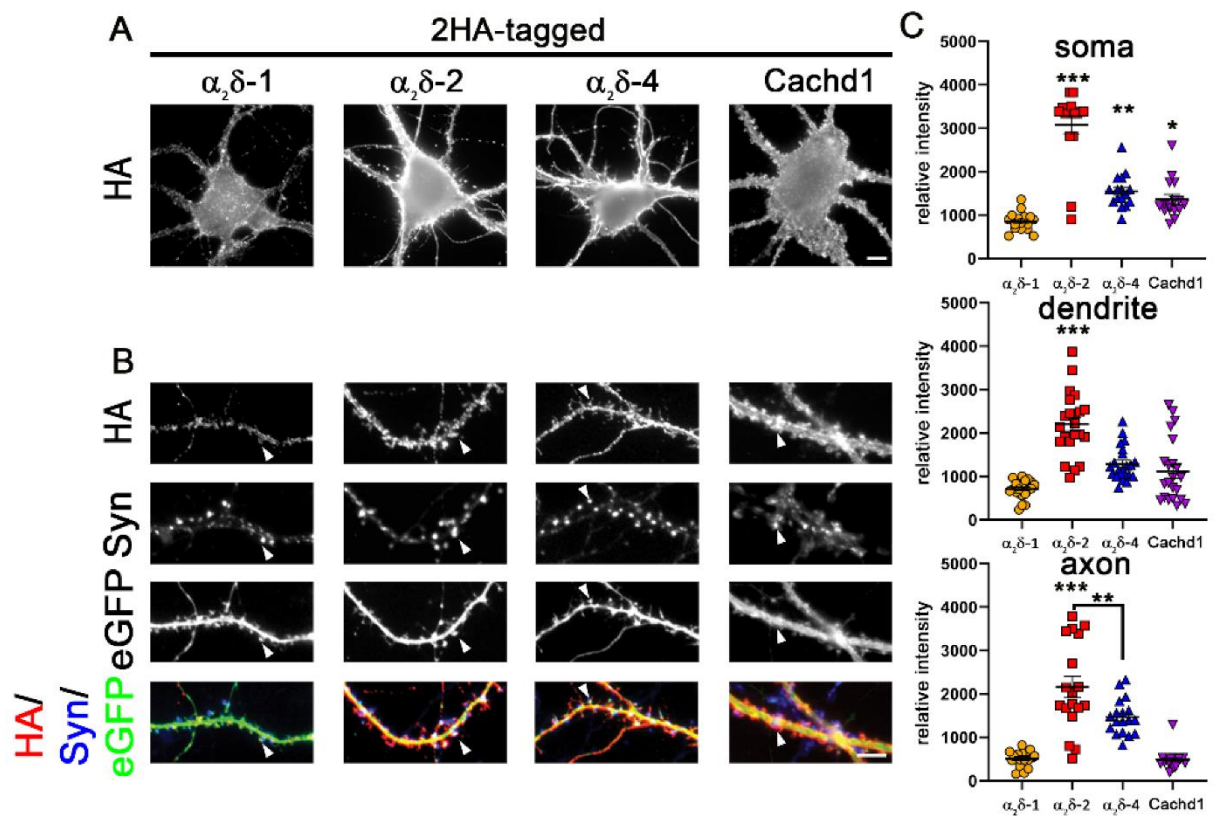 A
2HA-tagged
α₂δ-1 α₂δ-2 α₂δ-4 Cachd1
HA
B
HA
Syn
eGFP
HA/
Syn/
eGFP
C
soma
***
**
*
relative intensity
5000
4000
3000
2000
1000
0
α₂δ-1 α₂δ-2 α₂δ-4 Cachd1
dendrite
***
relative intensity
5000
4000
3000
2000
1000
0
α₂δ-1 α₂δ-2 α₂δ-4 Cachd1
axon
***
**
relative intensity
5000
4000
3000
2000
1000
0
α₂δ-1 α₂δ-2 α₂δ-4 Cachd1